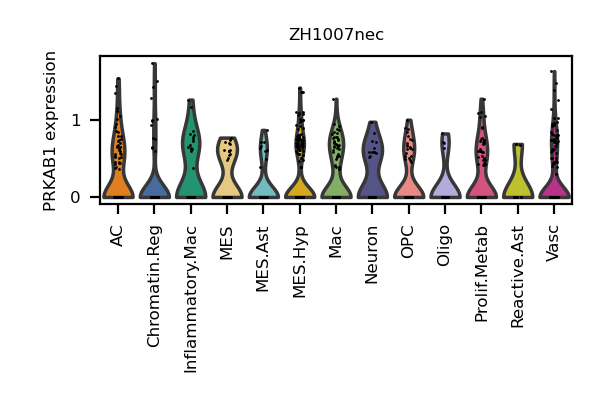 ZH1007nec
PRKAB1 expression
1
0
AC
Chromatin.Reg
Inflammatory.Mac
MES
MES.Ast
MES.Hyp
Mac
Neuron
OPC
Oligo
Prolif.Metab
Reactive.Ast
Vasc